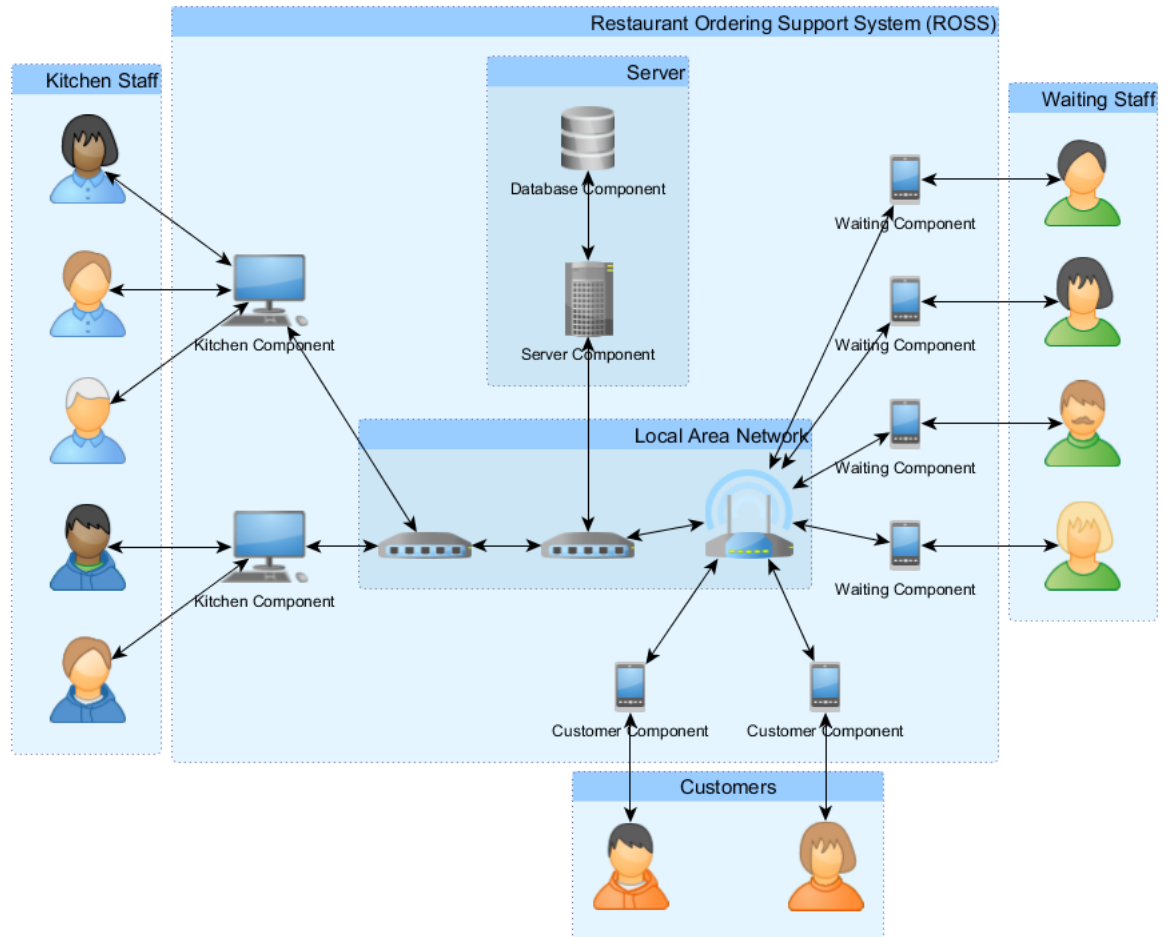 Restaurant Ordering Support System (ROSS)
Kitchen Staff
Server
Waiting Staff
Database Component
Waiting Component
Kitchen Component
Server Component
Waiting Component
Local Area Network
Waiting Component
Kitchen Component
Waiting Component
Customer Component
Customer Component
Customers